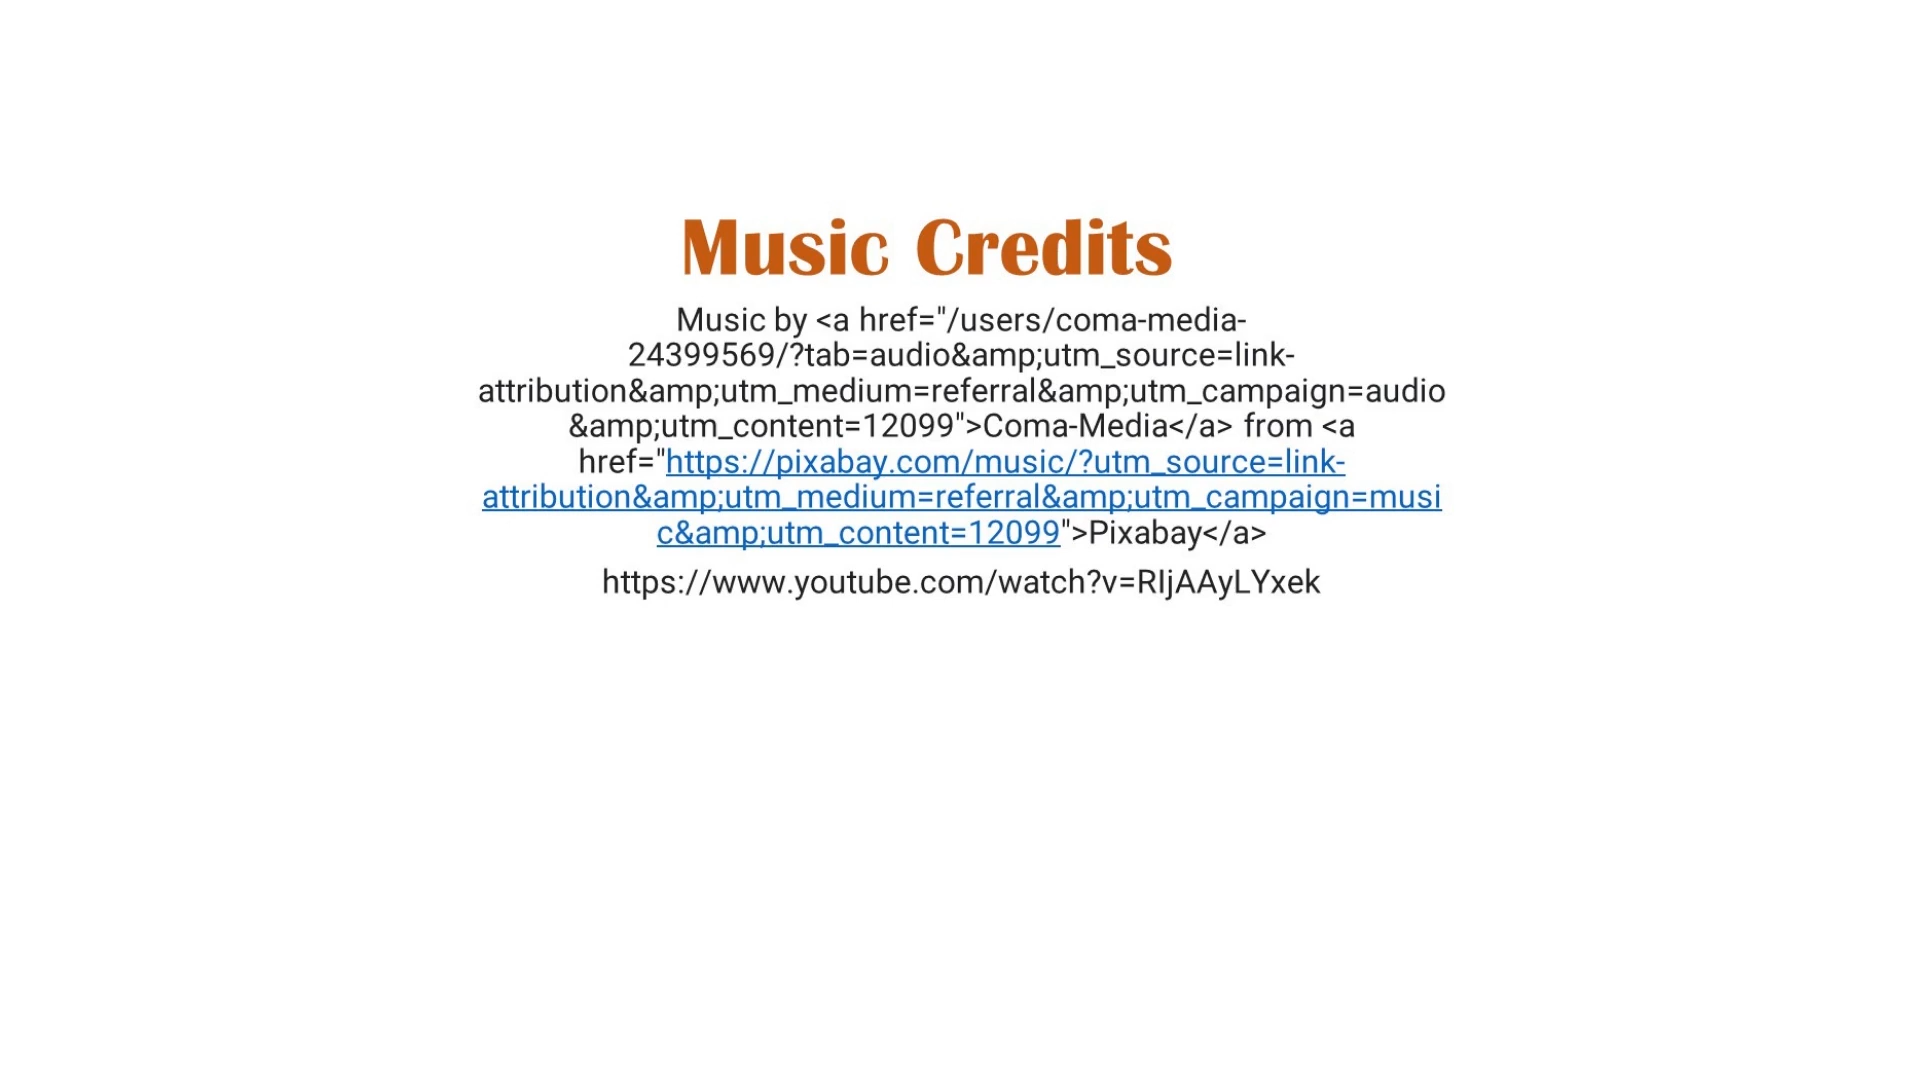 Music Credits
Music by <a href="/users/coma-media-
24399569/?tab=audio&amp;utm_source=link-
attribution&amp;utm_medium=referral&amp;utm_campaign=audio
&amp;utm_content=12099">Coma-Media</a> from <a
href="https://pixabay.com/music/?utm_source=link-
attribution&amp;utm_medium=referral&amp;utm_campaign=musi
c&amp;utm_content=12099">Pixabay</a>
https://www.youtube.com/watch?v=RIjAAyLYxek